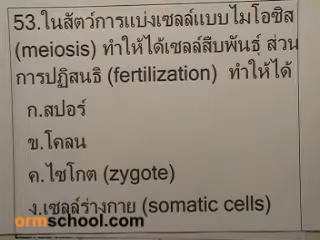 53.ในสัตว์การแบ่งเซลล์แบบไมโอซิส
(meiosis) ทำให้ได้เซลล์สืบพันธุ์ ส่วน
การปฏิสนธิ (fertilization) ทำให้ได้
ก.สปอร์
ข.โคลน
ค.ไซโกต (zygote)
ง.เซลล์ร่างกาย (somatic cells)
ormschool.com